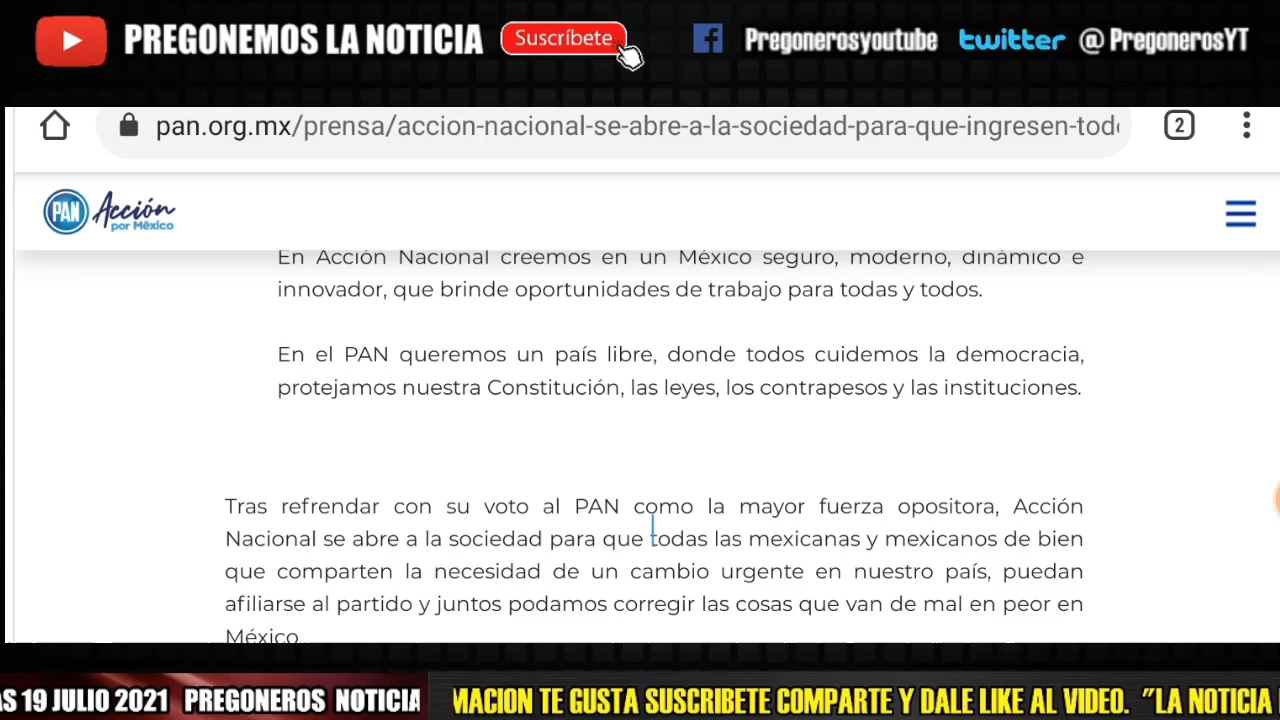 PREGONEMOS LA NOTICIA Suscríbete Pregonerosyoutube twitter @ PregonerosYT
pan.org.mx/prensa/accion-nacional-se-abre-a-la-sociedad-para-que-ingresen-tod 2
PAN Acción por México
En Acción Nacional creemos en un México seguro, moderno, dinámico e
innovador, que brinde oportunidades de trabajo para todas y todos.
En el PAN queremos un país libre, donde todos cuidemos la democracia,
protejamos nuestra Constitución, las leyes, los contrapesos y las instituciones.
Tras refrendar con su voto al PAN como la mayor fuerza opositora, Acción
Nacional se abre a la sociedad para que todas las mexicanas y mexicanos de bien
que comparten la necesidad de un cambio urgente en nuestro país, puedan
afiliarse al partido y juntos podamos corregir las cosas que van de mal en peor en
México.
AS 19 JULIO 2021 PREGONEROS NOTICIA MACION TE GUSTA SUSCRIBETE COMPARTE Y DALE LIKE AL VIDEO. "LA NOTICIA